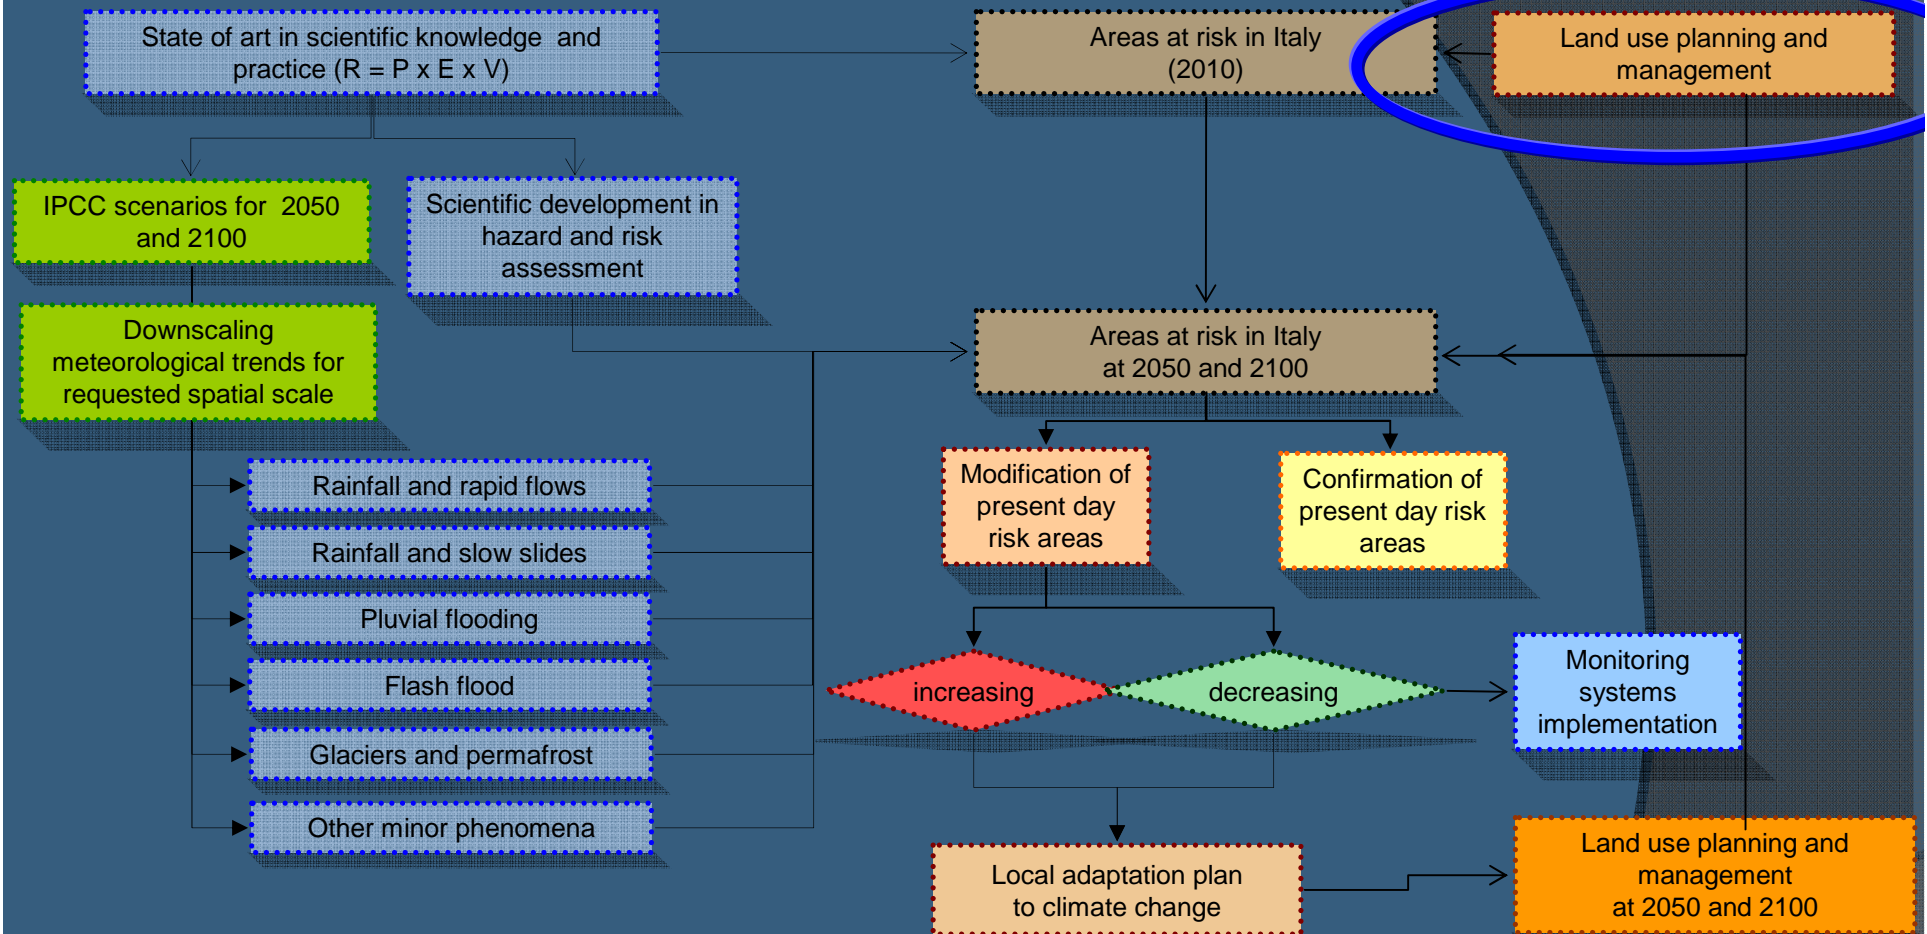 State of art in scientific knowledge and
practice (R = P x E x V)
Areas at risk in Italy
(2010)
Land use planning and
management
IPCC scenarios for 2050
and 2100
Scientific development in
hazard and risk
assessment
Downscaling
meteorological trends for
requested spatial scale
Areas at risk in Italy
at 2050 and 2100
Rainfall and rapid flows
Rainfall and slow slides
Pluvial flooding
Flash flood
Glaciers and permafrost
Other minor phenomena
Modification of
present day
risk areas
Confirmation of
present day risk
areas
increasing
decreasing
Monitoring
systems
implementation
Local adaptation plan
to climate change
Land use planning and
management
at 2050 and 2100